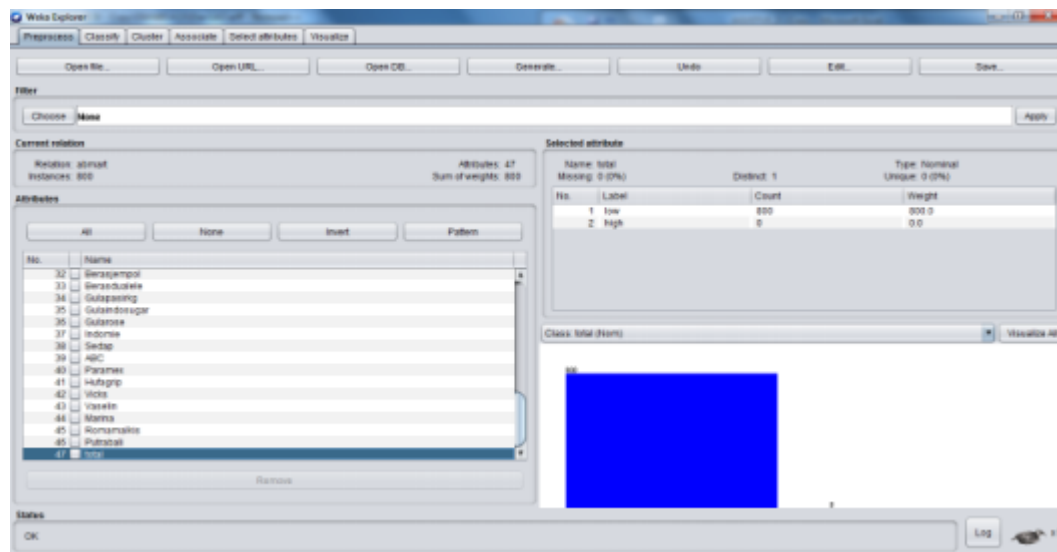 Weka Explorer
Preprocess Classify Cluster Associate Select attributes Visualize
Open file... Open URL... Open DB... Generate... Undo Edit... Save...
Filter
Choose None Apply
Current relation
Relation: abmart Attributes: 47
Instances: 800 Sum of weights: 800
Attributes
All None Invert Pattern
No. Name
32 Berasjempol
33 Berasdualele
34 Gulapasirkg
35 Gulaindosugar
36 Gularose
37 Indomie
38 Sedap
39 ABC
40 Paramex
41 Hufagrip
42 Vicks
43 Vaselin
44 Marina
45 Romamalkis
46 Putrabali
47 total
Remove
Selected attribute
Name: total Type: Nominal
Missing: 0 (0%) Distinct: 1 Unique: 0 (0%)
No. Label Count Weight
1 low 800 800.0
2 high 0 0.0
Class: total (Nom) Visualize All
800
0
Status
OK Log